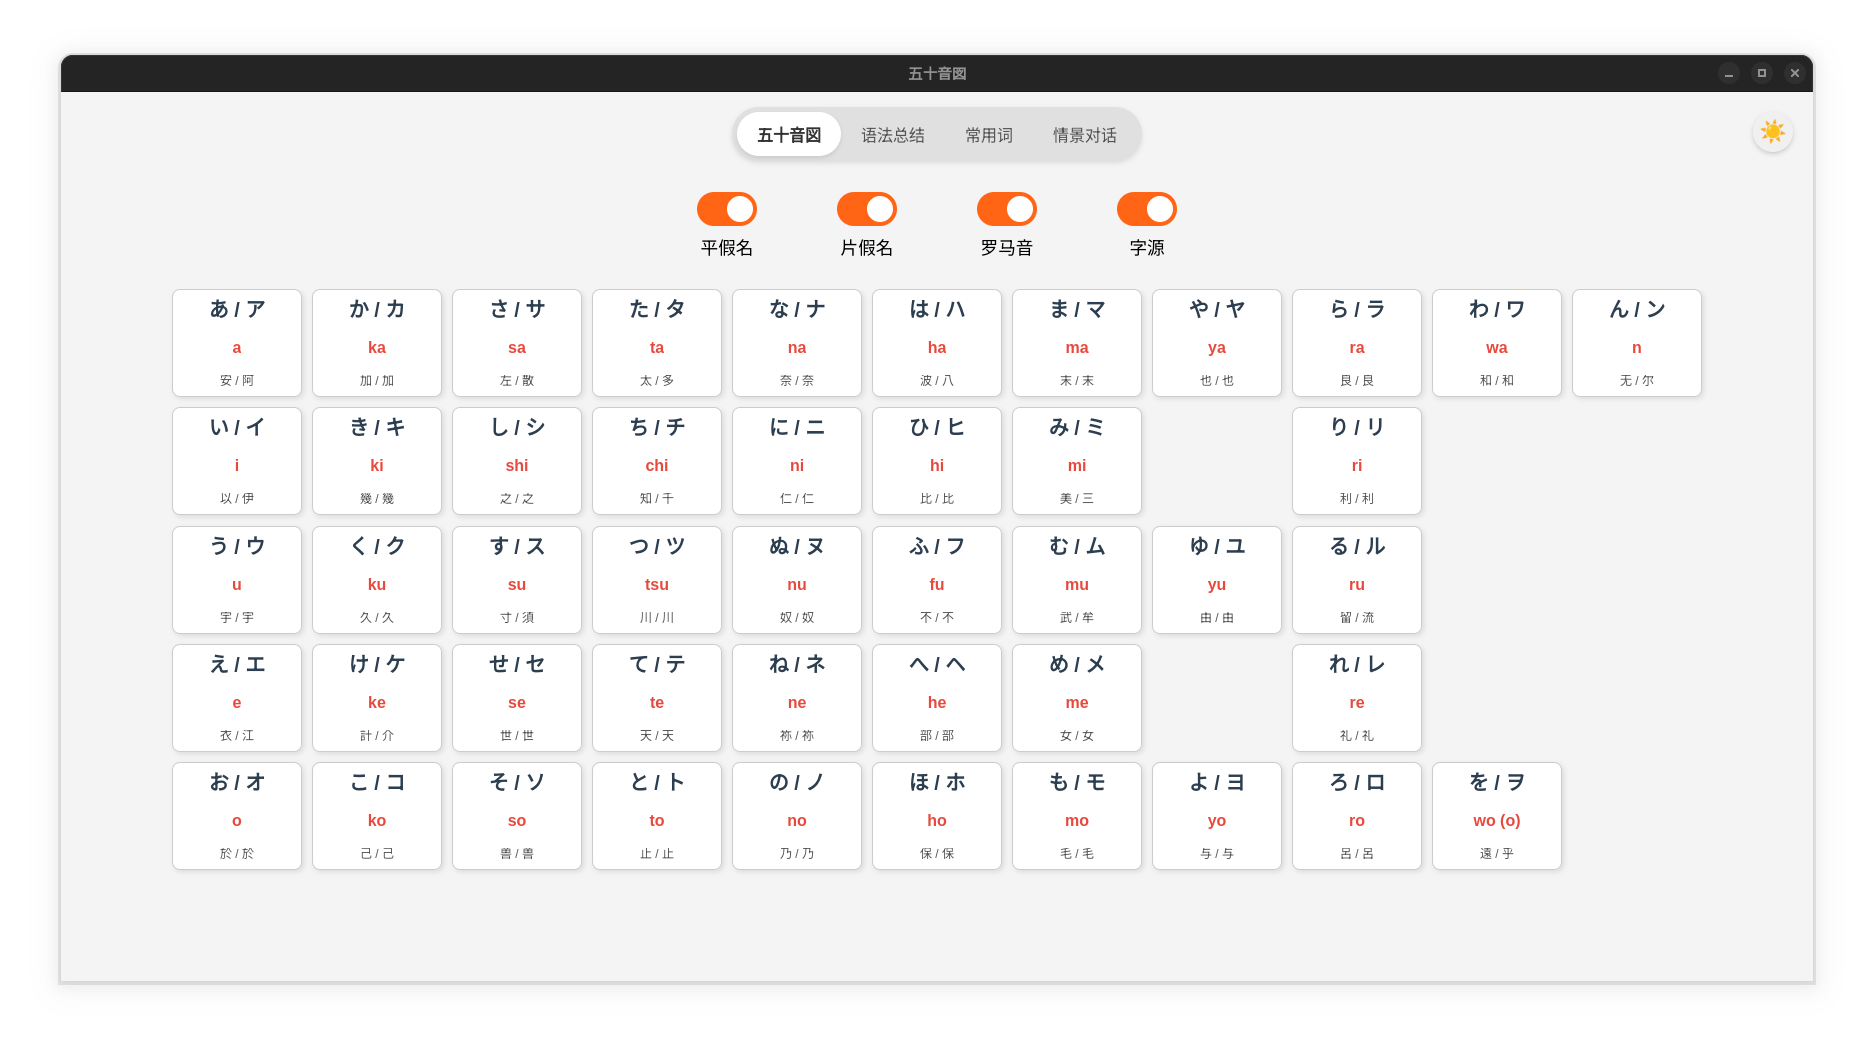 五十音図
五十音図 语法总结 常用词 情景对话
平假名 片假名 罗马音 字源
あ / ア か / カ さ / サ た / タ な / ナ は / ハ ま / マ や / ヤ ら / ラ わ / ワ ん / ン
a ka sa ta na ha ma ya ra wa n
安 / 阿 加 / 加 左 / 散 太 / 多 奈 / 奈 波 / 八 末 / 末 也 / 也 艮 / 艮 和 / 和 无 / 尔
い / イ き / キ し / シ ち / チ に / ニ ひ / ヒ み / ミ り / リ
i ki shi chi ni hi mi ri
以 / 伊 幾 / 幾 之 / 之 知 / 千 仁 / 仁 比 / 比 美 / 三 利 / 利
う / ウ く / ク す / ス つ / ツ ぬ / ヌ ふ / フ む / ム ゆ / ユ る / ル
u ku su tsu nu fu mu yu ru
宇 / 宇 久 / 久 寸 / 須 川 / 川 奴 / 奴 不 / 不 武 / 牟 由 / 由 留 / 流
え / エ け / ケ せ / セ て / テ ね / ネ へ / ヘ め / メ れ / レ
e ke se te ne he me re
衣 / 江 計 / 介 世 / 世 天 / 天 祢 / 祢 部 / 部 女 / 女 礼 / 礼
お / オ こ / コ そ / ソ と / ト の / ノ ほ / ホ も / モ よ / ヨ ろ / ロ を / ヲ
o ko so to no ho mo yo ro wo (o)
於 / 於 己 / 己 曽 / 曽 止 / 止 乃 / 乃 保 / 保 毛 / 毛 与 / 与 呂 / 呂 遠 / 乎